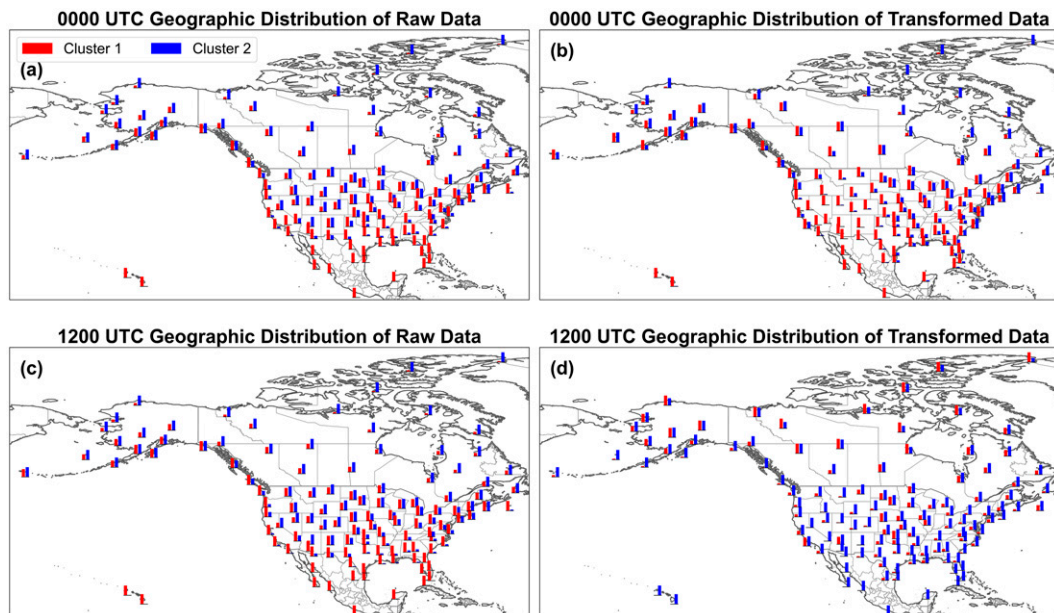 0000 UTC Geographic Distribution of Raw Data
Cluster 1 Cluster 2
(a)
0000 UTC Geographic Distribution of Transformed Data
(b)
1200 UTC Geographic Distribution of Raw Data
(c)
1200 UTC Geographic Distribution of Transformed Data
(d)